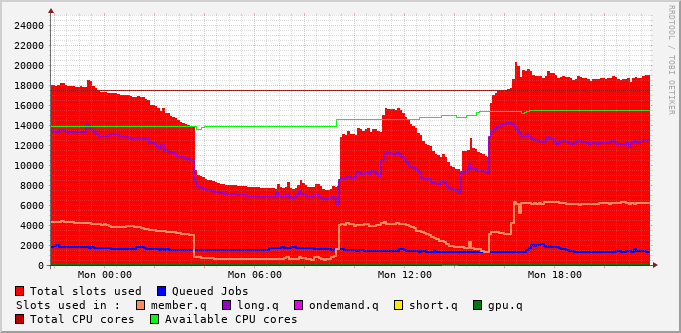 24000
22000
20000
18000
16000
14000
12000
10000
8000
6000
4000
2000
0
Mon 00:00 Mon 06:00 Mon 12:00 Mon 18:00
RRDTOOL / TOBI OETIKER
Total slots used Queued Jobs
Slots used in : member.q long.q ondemand.q short.q gpu.q
Total CPU cores Available CPU cores